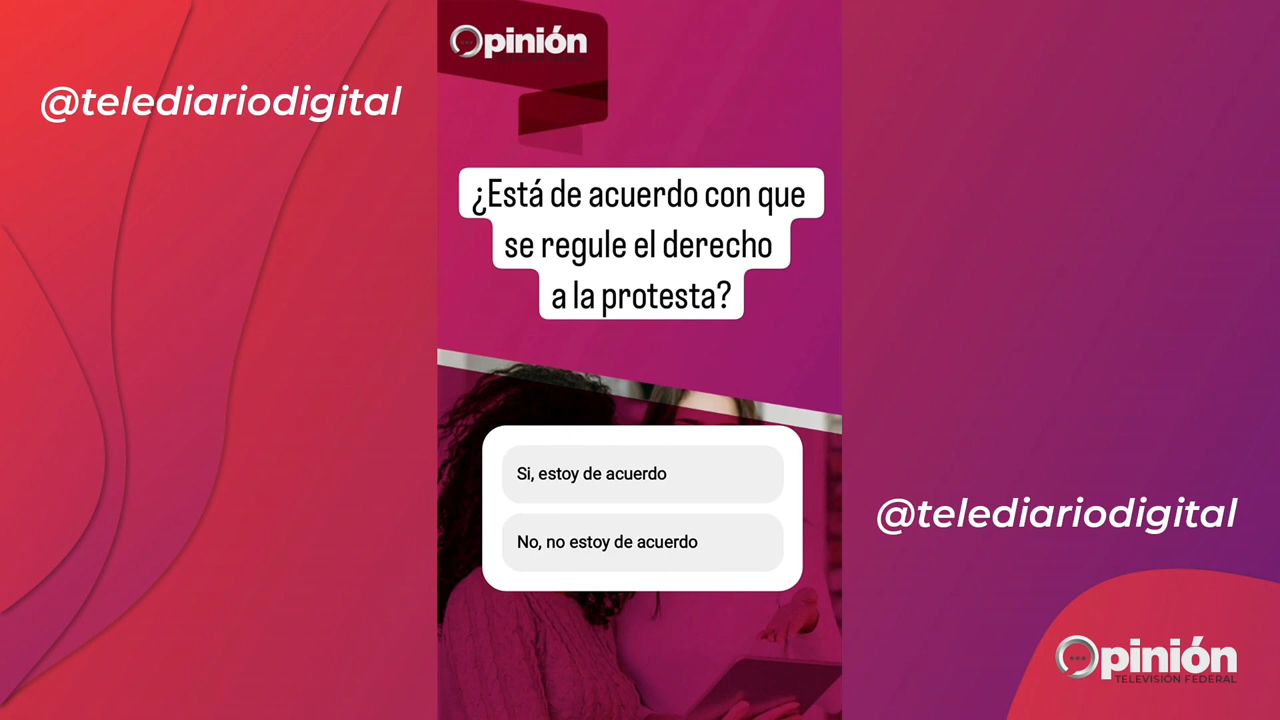 @telediariodigital
Opinión
¿Está de acuerdo con que
se regule el derecho
a la protesta?
Si, estoy de acuerdo
No, no estoy de acuerdo
@telediariodigital
Opinión
TELEVISIÓN FEDERAL